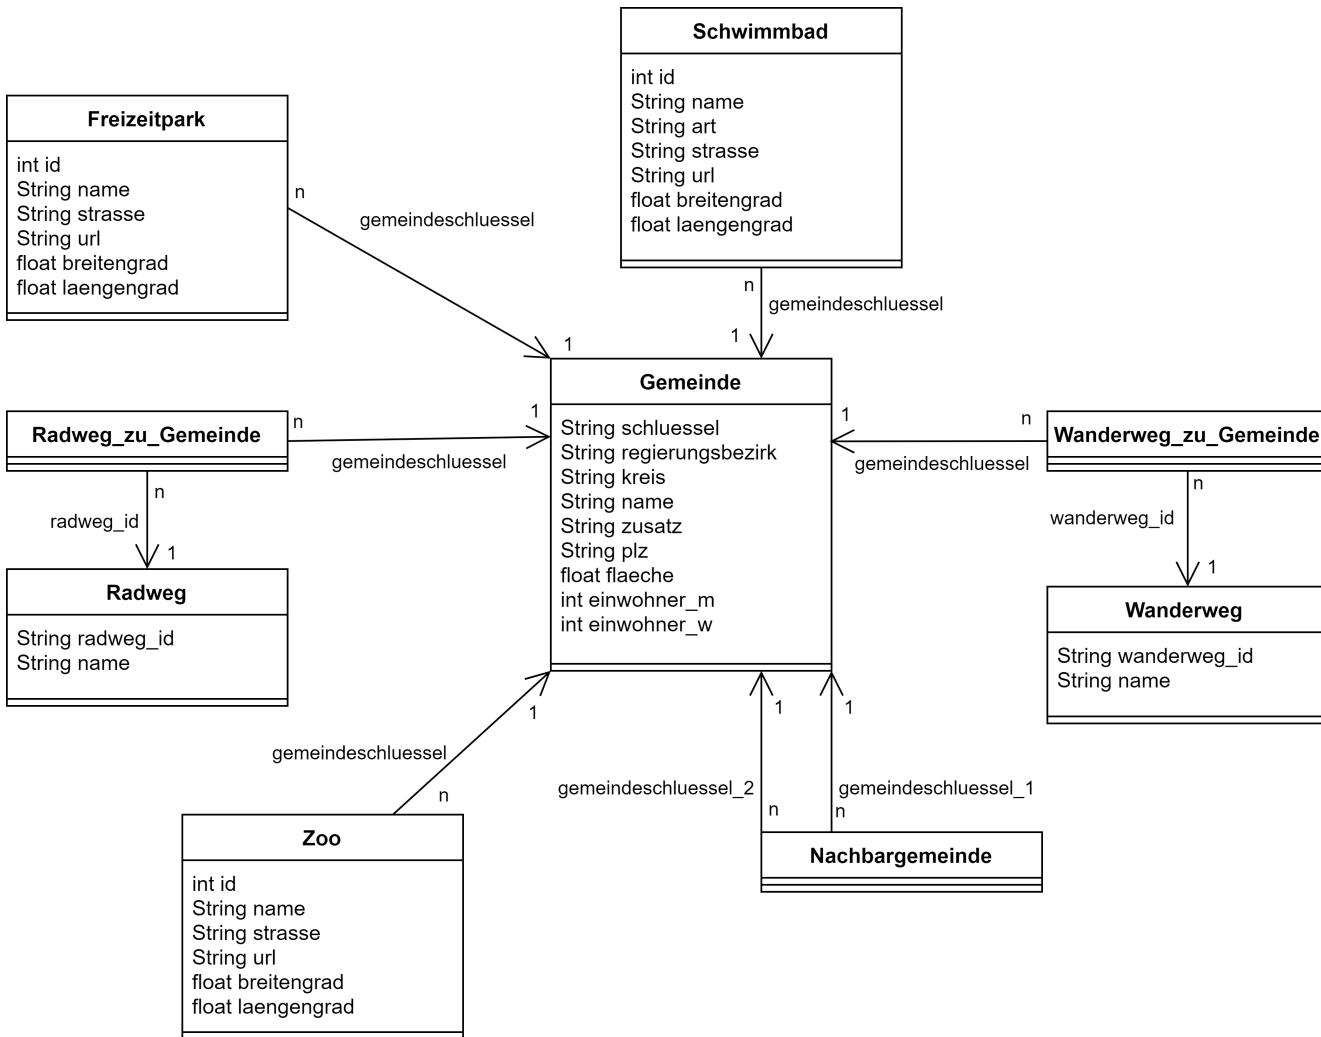 Schwimmbad
int id
String name
String art
String strasse
String url
float breitengrad
float laengengrad
Freizeitpark
int id
String name
String strasse
String url
float breitengrad
float laengengrad
n
gemeindeschluessel
1
n
gemeindeschluessel
1
Gemeinde
String schluessel
String regierungsbezirk
String kreis
String name
String zusatz
String plz
float flaeche
int einwohner_m
int einwohner_w
Radweg_zu_Gemeinde
n
1
gemeindeschluessel
n
radweg_id
1
Radweg
String radweg_id
String name
1
n
gemeindeschluessel
Wanderweg_zu_Gemeinde
n
wanderweg_id
1
Wanderweg
String wanderweg_id
String name
1
gemeindeschluessel
n
Zoo
int id
String name
String strasse
String url
float breitengrad
float laengengrad
1
1
gemeindeschluessel_2
gemeindeschluessel_1
n
n
Nachbargemeinde